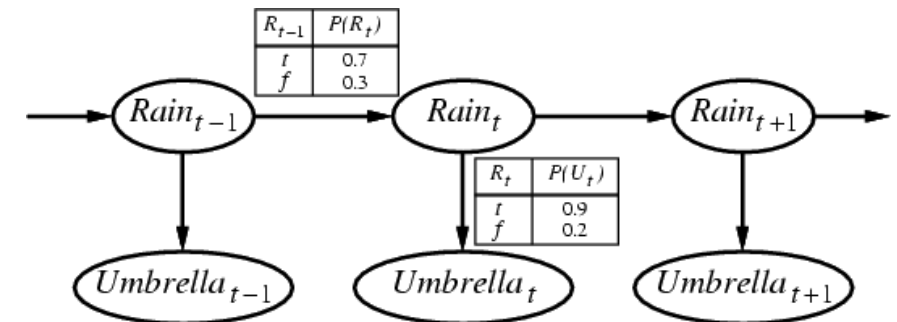 R_{t-1} P(R_t)
t 0.7
f 0.3
Rain_{t-1} Rain_t Rain_{t+1}
R_t P(U_t)
t 0.9
f 0.2
Umbrella_{t-1} Umbrella_t Umbrella_{t+1}